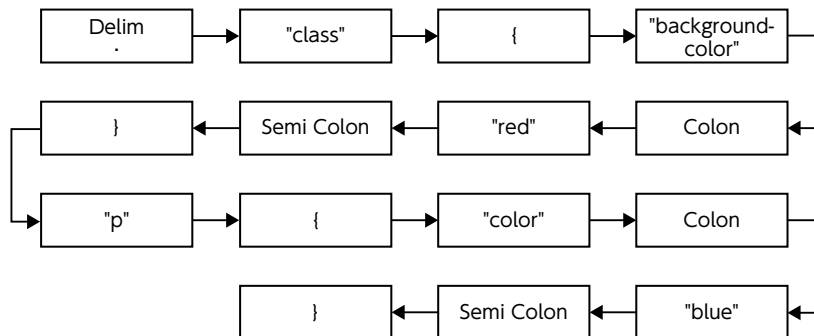 Delim
.
"class"
{
"background-
color"
Colon
"red"
Semi Colon
}
"p"
{
"color"
Colon
"blue"
Semi Colon
}